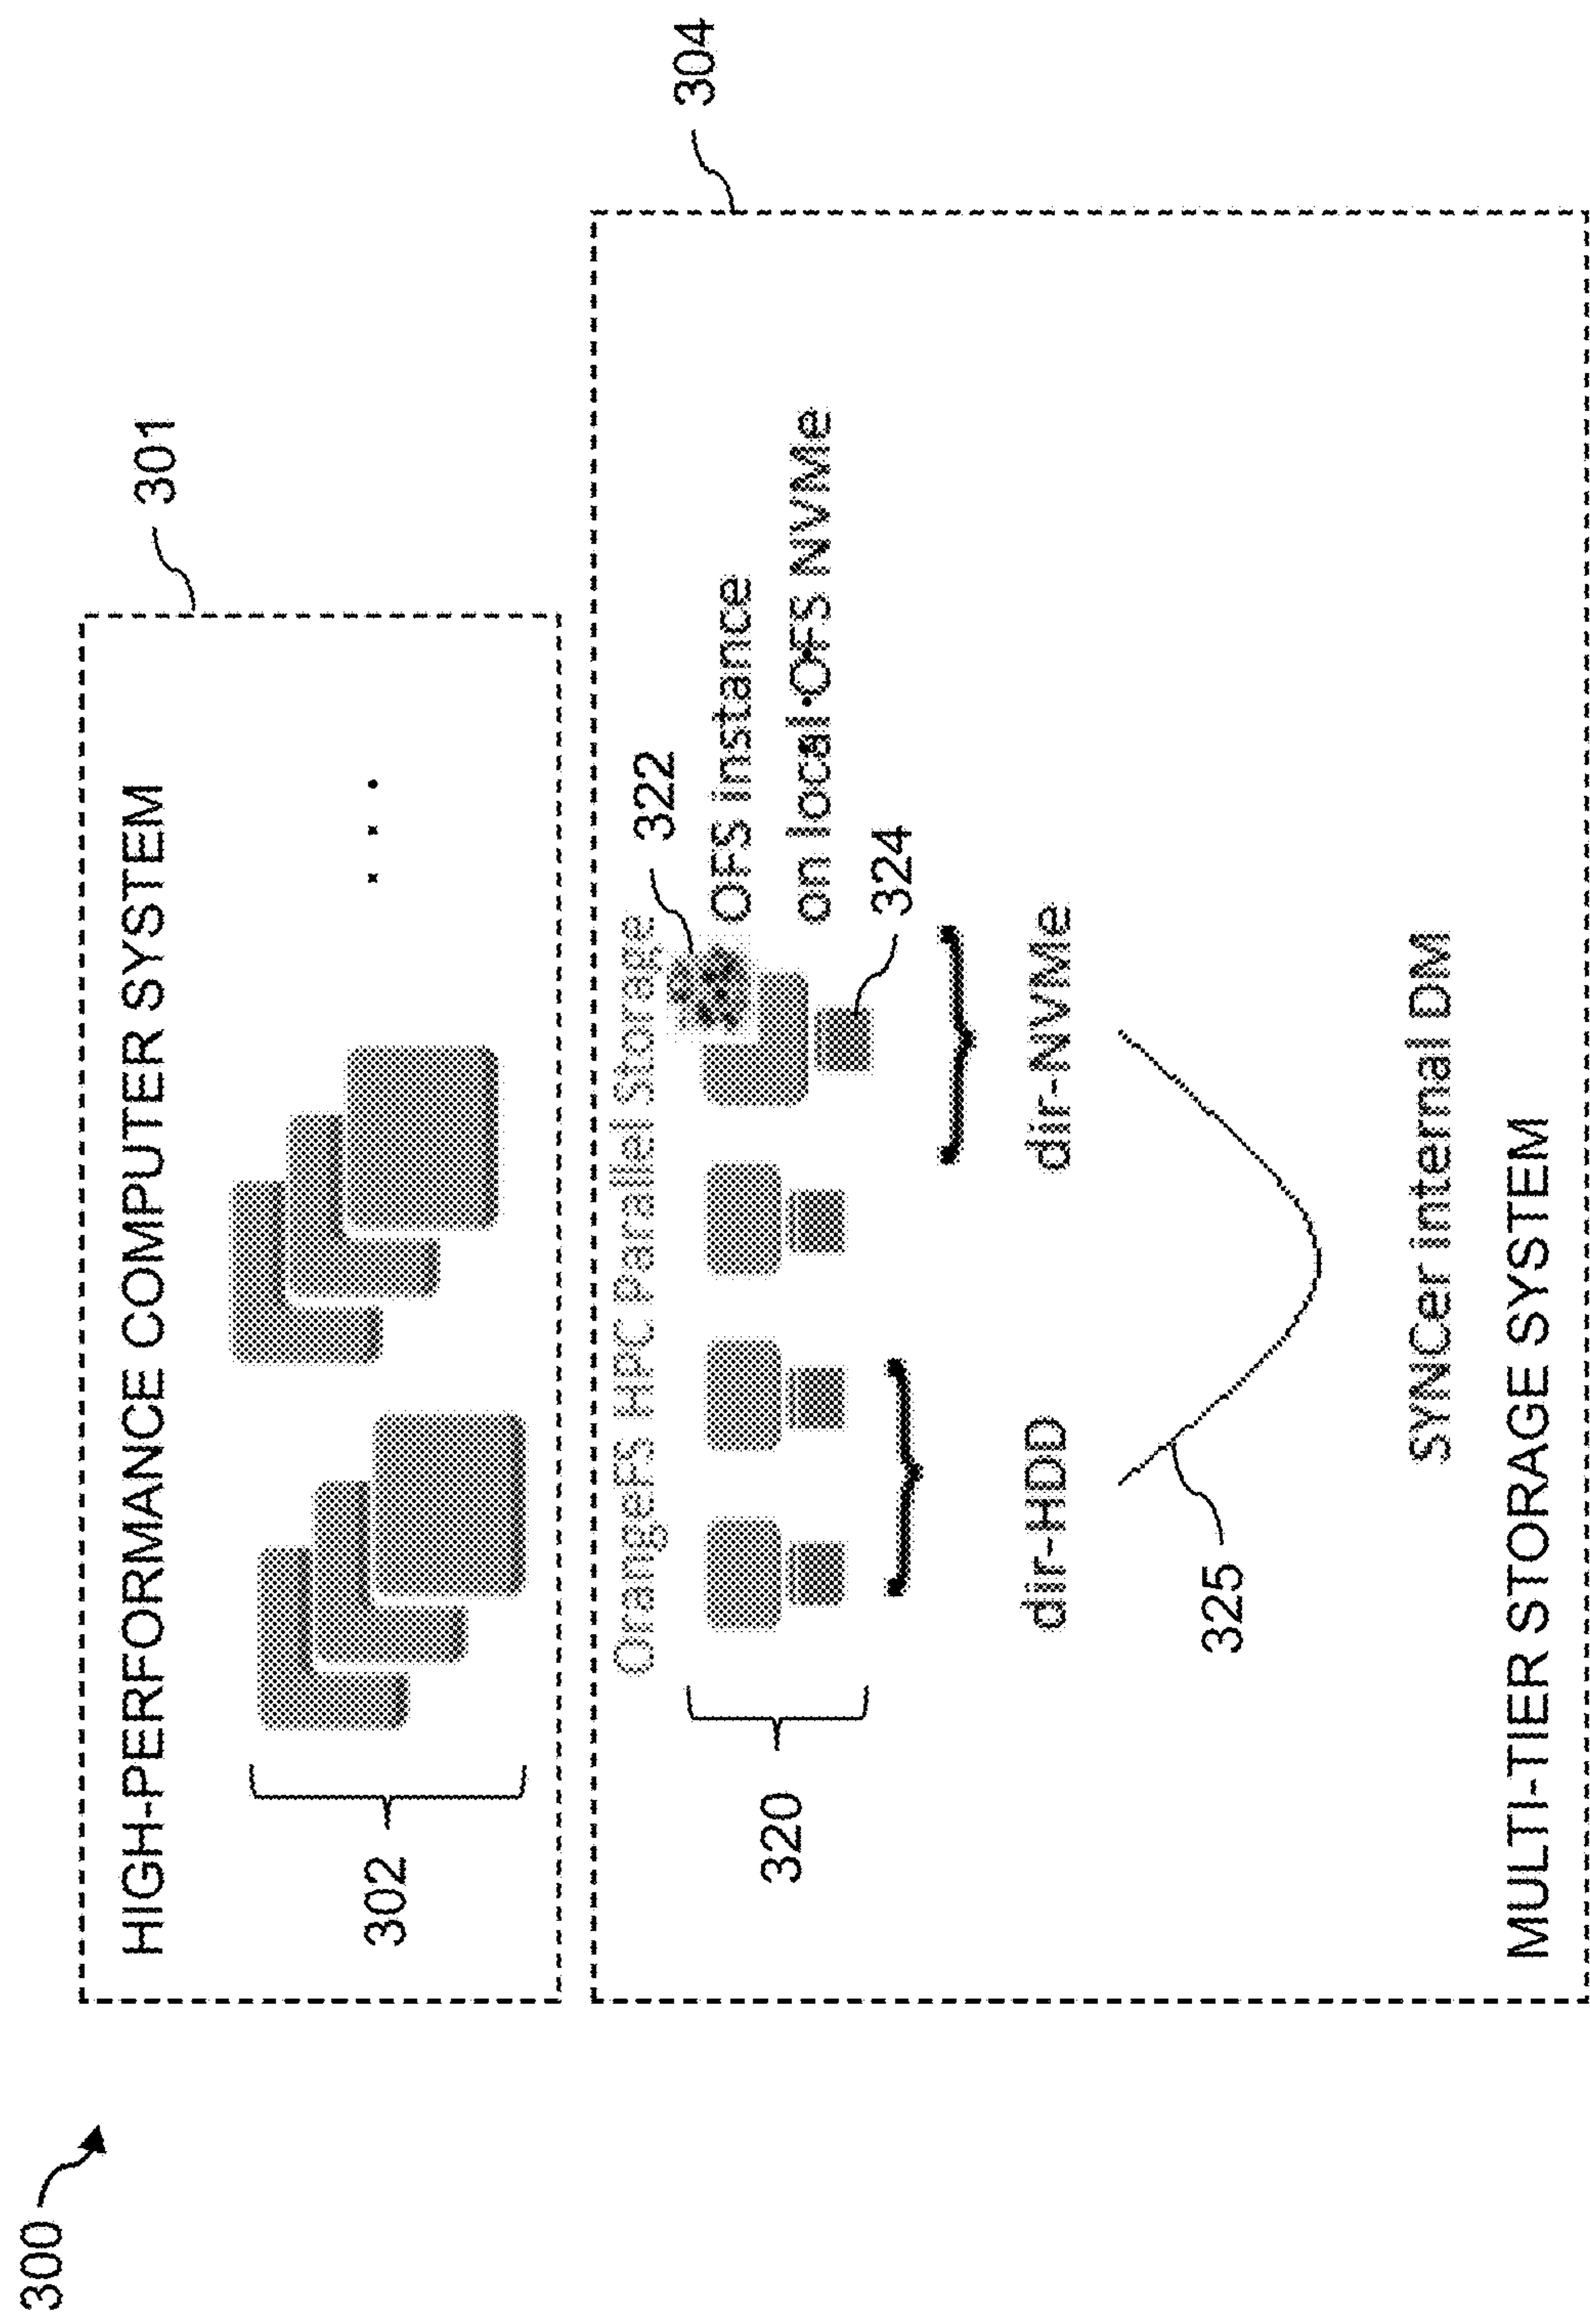 300
HIGH-PERFORMANCE COMPUTER SYSTEM
301
302
304
OrangeFS HPC Parallel Storage
322
OFS instance
on local OFS NVMe
320
324
dir-HDD
dir-NVMe
325
SYNCer internal DM
MULTI-TIER STORAGE SYSTEM